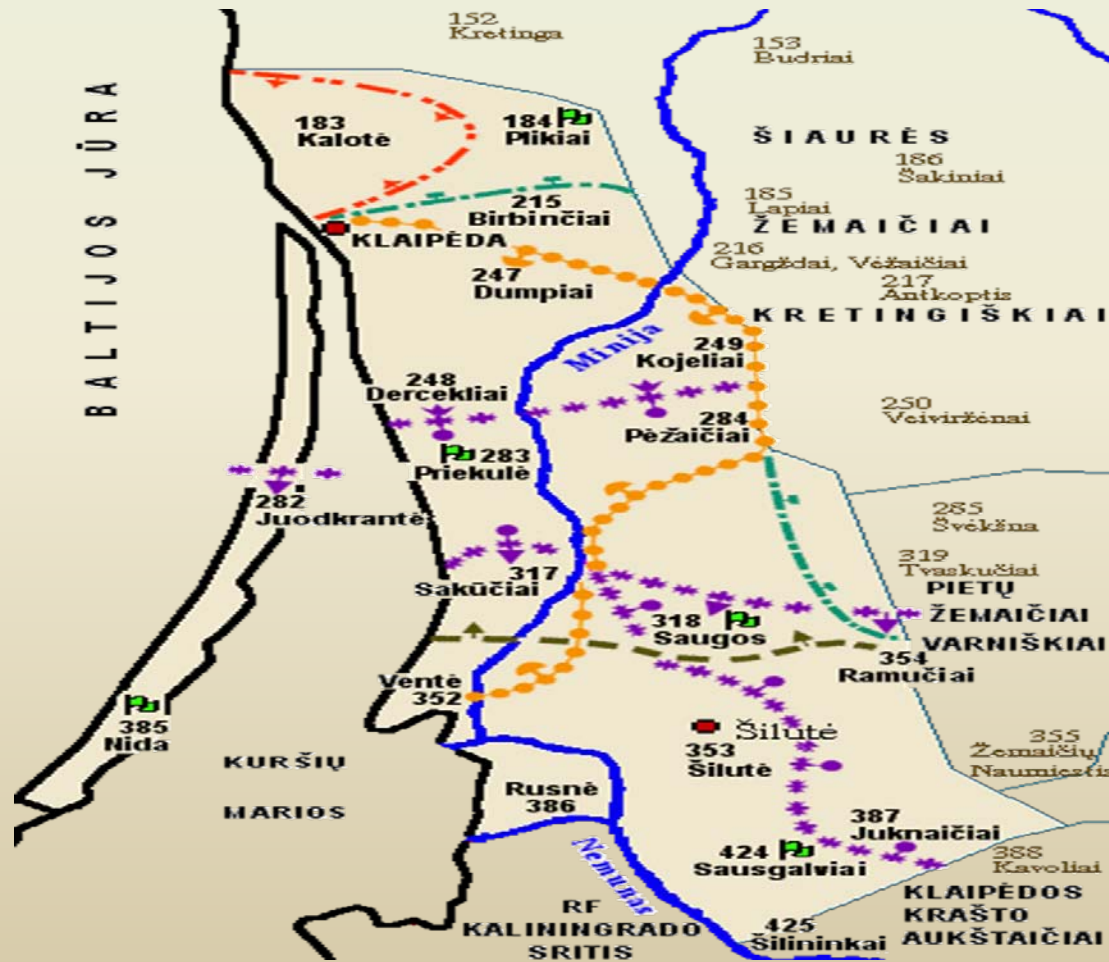 152
Kretinga
153
Budriai
BALTIJOS JŪRA
183
Kalotė
184
Plikiai
ŠIAURĖS
186
Šakiniai
185
Lapiai
ŽEMAIČIAI
215
Birbinčiai
KLAIPĖDA
216
Gargždai, Vėžaičiai
247
Dumpiai
217
Antkoptis
KRETINGIŠKIAI
Minija
249
Kojeliai
248
Dercekliai
250
Veiviržėnai
284
Pėžaičiai
283
Priekulė
282
Juodkrantė
285
Švėkšna
319
Tvaskučiai
317
Sakūčiai
PIETŲ
ŽEMAIČIAI
VARNIŠKIAI
318
Saugos
354
Ramučiai
Ventė
352
385
Nida
Šilutė
353
Šilutė
355
Žemaičių
Naumiestis
KURŠIŲ
MARIOS
Rusnė
386
387
Juknaičiai
424
Sausgalviai
388
Kavoliai
Nemunas
KLAIPĖDOS
KRAŠTO
AUKŠTAIČIAI
RF
KALININGRADO
SRITIS
425
Šilininkai